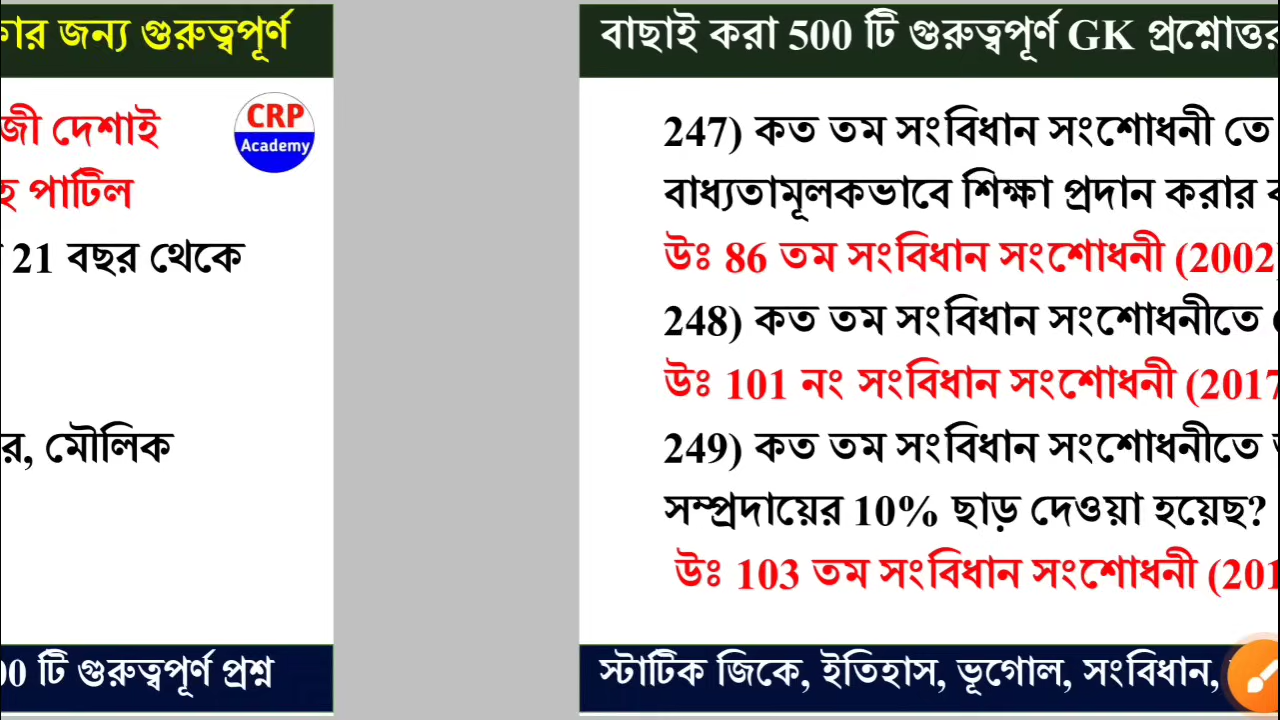 জন্য গুরুত্বপূর্ণ
দেশাই
CRP
Academy
পাটিল
21 বছর থেকে
মৌলিক
টি গুরুত্বপূর্ণ প্রশ্ন
বাছাই করা 500 টি গুরুত্বপূর্ণ GK প্রশ্নোত্তর
247) কত তম সংবিধান সংশোধনী তে
বাধ্যতামূলকভাবে শিক্ষা প্রদান করার
উঃ 86 তম সংবিধান সংশোধনী (2002
248) কত তম সংবিধান সংশোধনীতে
উঃ 101 নং সংবিধান সংশোধনী (2017
249) কত তম সংবিধান সংশোধনীতে
সম্প্রদায়ের 10% ছাড় দেওয়া হয়েছ?
উঃ 103 তম সংবিধান সংশোধনী (201
স্টাটিক জিকে, ইতিহাস, ভূগোল, সংবিধান,